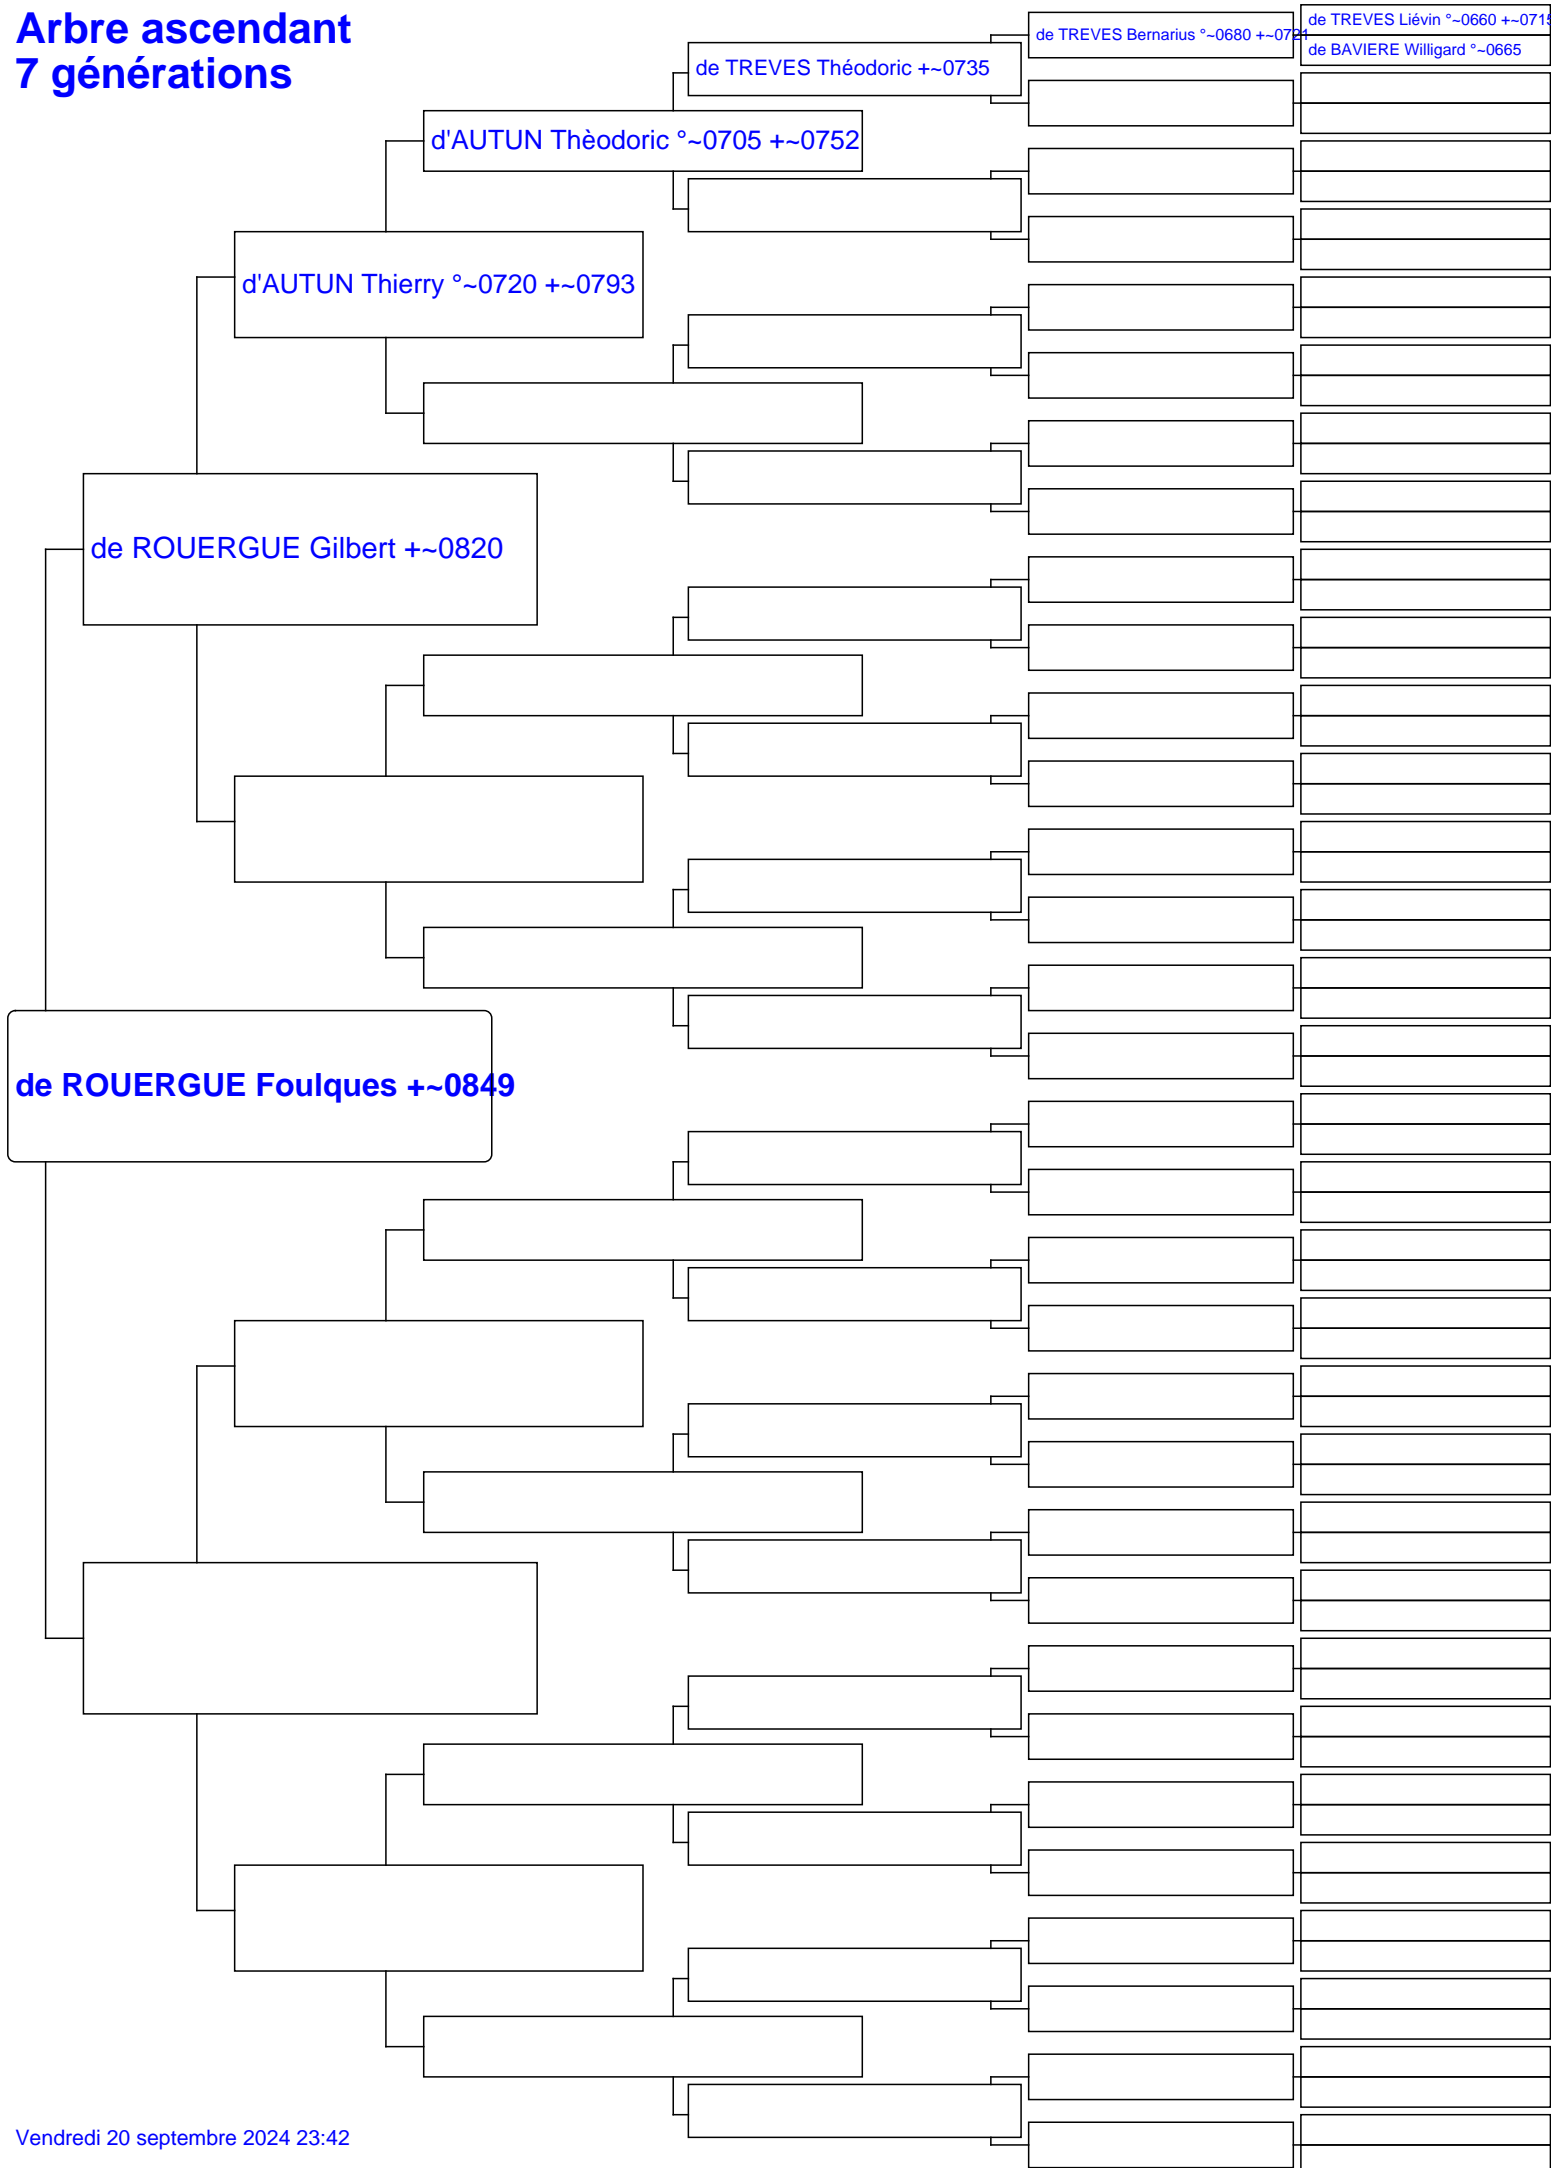 Arbre ascendant
7 générations
de TREVES Liévin °~0660 +~0715
de TREVES Bernarius °~0680 +~0721
de BAVIERE Willigard °~0665
de TREVES Théodoric +~0735
d'AUTUN Thèodoric °~0705 +~0752
d'AUTUN Thierry °~0720 +~0793
de ROUERGUE Gilbert +~0820
de ROUERGUE Foulques +~0849
Vendredi 20 septembre 2024 23:42